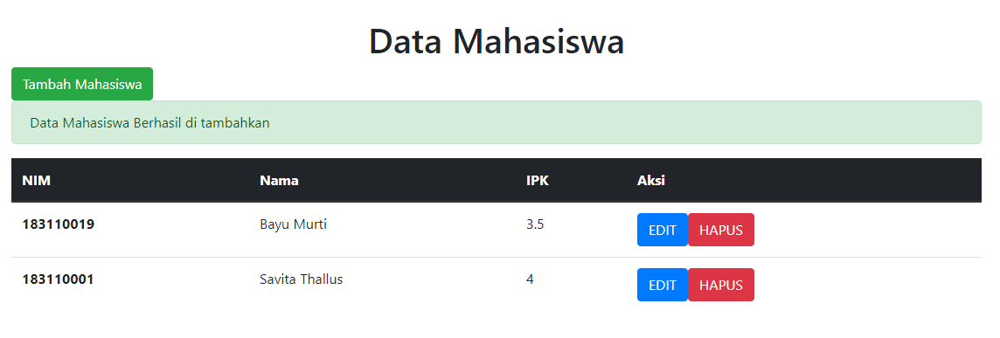 Data Mahasiswa
Tambah Mahasiswa
Data Mahasiswa Berhasil di tambahkan
NIM Nama IPK Aksi
183110019 Bayu Murti 3.5 EDIT HAPUS
183110001 Savita Thallus 4 EDIT HAPUS